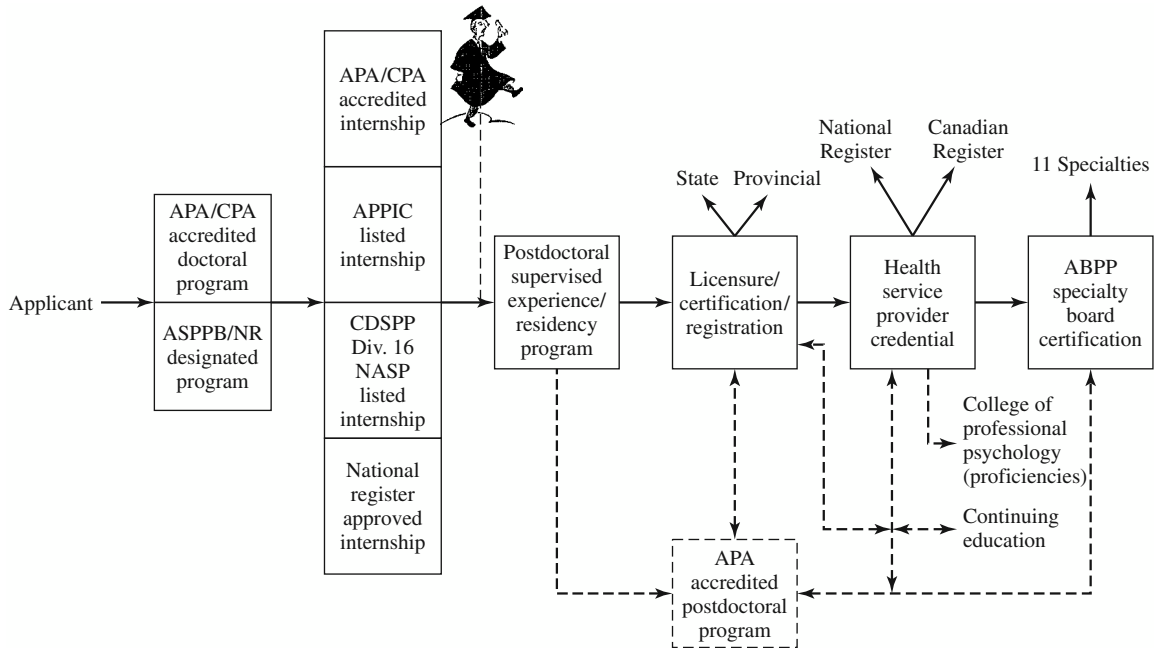 Applicant
APA/CPA
accredited
doctoral
program
ASPPB/NR
designated
program
APA/CPA
accredited
internship
APPIC
listed
internship
CDSPP
Div. 16
NASP
listed
internship
National
register
approved
internship
Postdoctoral
supervised
experience/
residency
program
State
Provincial
Licensure/
certification/
registration
National
Register
Canadian
Register
Health
service
provider
credential
11 Specialties
ABPP
specialty
board
certification
College of
professional
psychology
(proficiencies)
Continuing
education
APA
accredited
postdoctoral
program